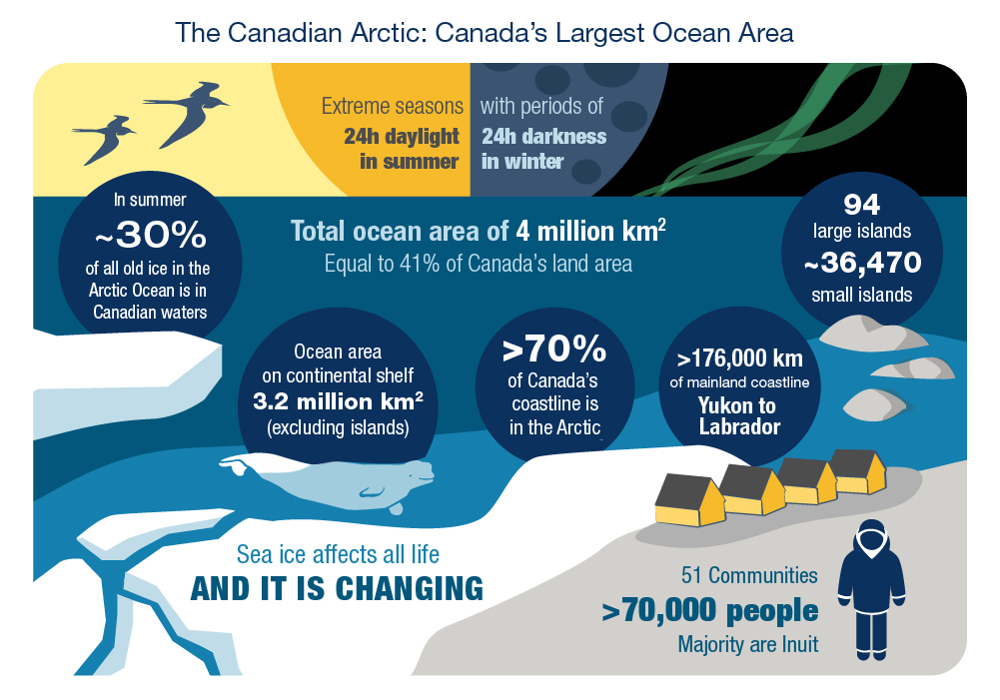 The Canadian Arctic: Canada's Largest Ocean Area
Extreme seasons
24h daylight
in summer
with periods of
24h darkness
in winter
In summer
~30%
of all old ice in the
Arctic Ocean is in
Canadian waters
Total ocean area of 4 million km²
Equal to 41% of Canada's land area
94
large islands
~36,470
small islands
Ocean area
on continental shelf
3.2 million km²
(excluding islands)
>70%
of Canada's
coastline is
in the Arctic
>176,000 km
of mainland coastline
Yukon to
Labrador
Sea ice affects all life
AND IT IS CHANGING
51 Communities
>70,000 people
Majority are Inuit